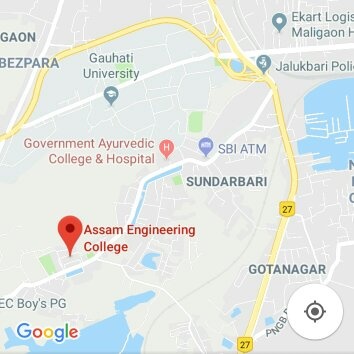 GAON
BEZPARA
Ekart Logis
Maligaon H
Gauhati
University
Jalukbari Poli
Government Ayurvedic
College & Hospital
H
SBI ATM
SUNDARBARI
27
Assam Engineering
College
GOTANAGAR
27
EC Boy's PG
PNGB R
Google